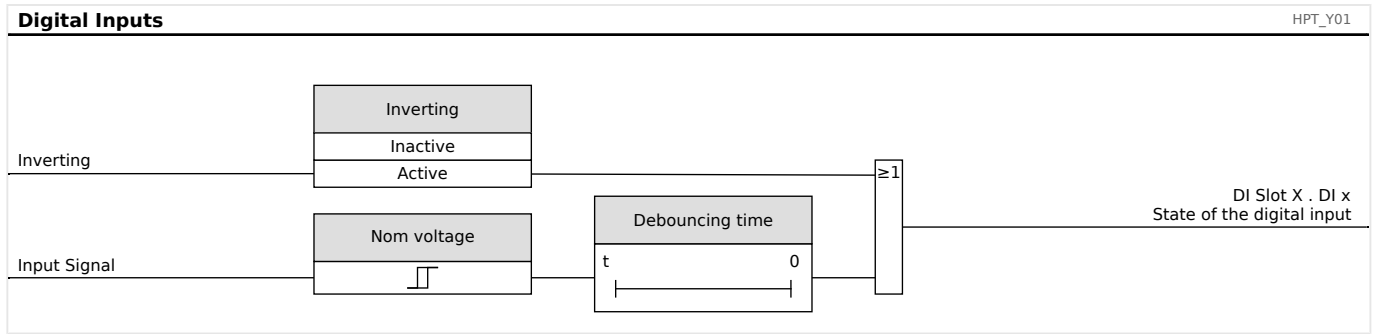 Digital Inputs
HPT_Y01
Inverting
Inactive
Inverting
Active
≥1
DI Slot X . DI x
State of the digital input
Debouncing time
Nom voltage
Input Signal
t 0